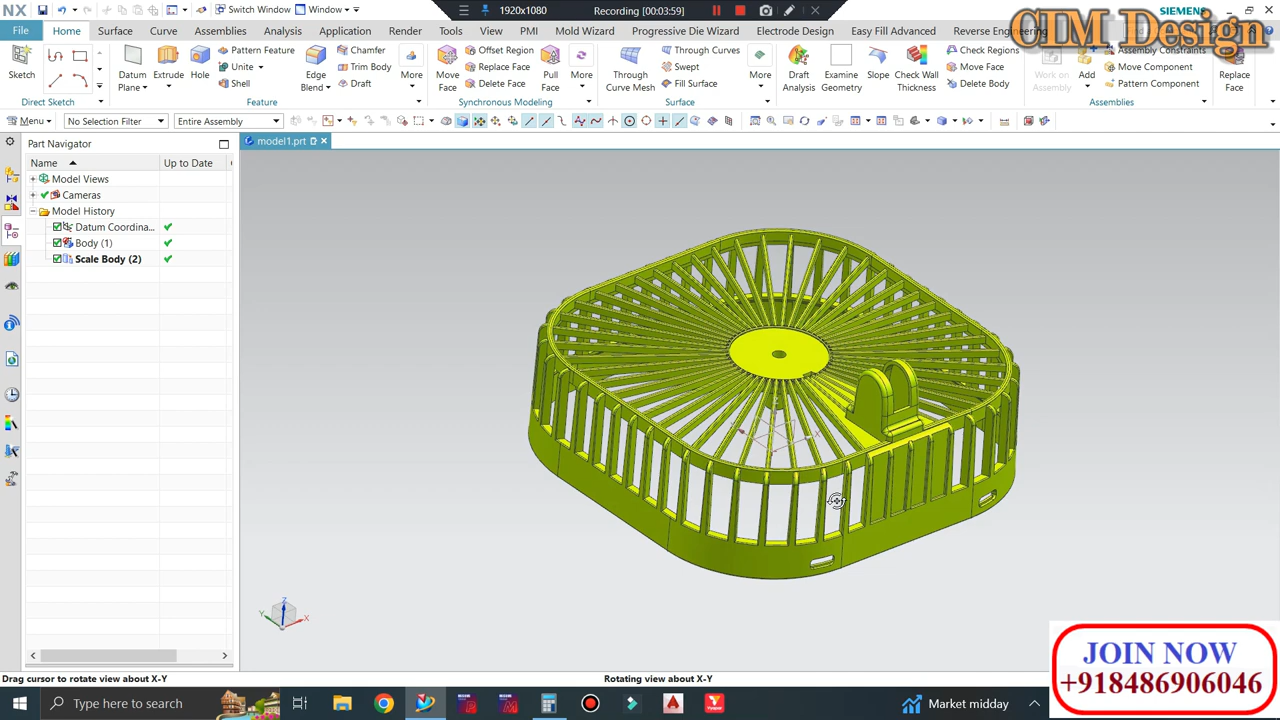 NX
Switch Window
Window
1920x1080
Recording [00:03:59]
SIEMENS
CIM Design
File
Home
Surface
Curve
Assemblies
Analysis
Application
Render
Tools
View
PMI
Mold Wizard
Progressive Die Wizard
Electrode Design
Easy Fill Advanced
Reverse Engineering
Sketch
Datum Plane
Extrude
Hole
Pattern Feature
Unite
Shell
Edge Blend
Chamfer
Trim Body
Draft
More
Move Face
Offset Region
Replace Face
Delete Face
Pull Face
More
Through Curve Mesh
Through Curves
Swept
Fill Surface
More
Draft Analysis
Examine Geometry
Slope
Check Wall Thickness
Check Regions
Move Face
Delete Body
Work on Assembly
Add
Assembly Constraints
Move Component
Pattern Component
Replace Face
Direct Sketch
Feature
Synchronous Modeling
Surface
Assemblies
Menu
No Selection Filter
Entire Assembly
Part Navigator
model1.prt
Name
Up to Date
Model Views
Cameras
Model History
Datum Coordina...
Body (1)
Scale Body (2)
Z
Y
X
JOIN NOW
+918486906046
Drag cursor to rotate view about X-Y
Rotating view about X-Y
Type here to search
Market midday